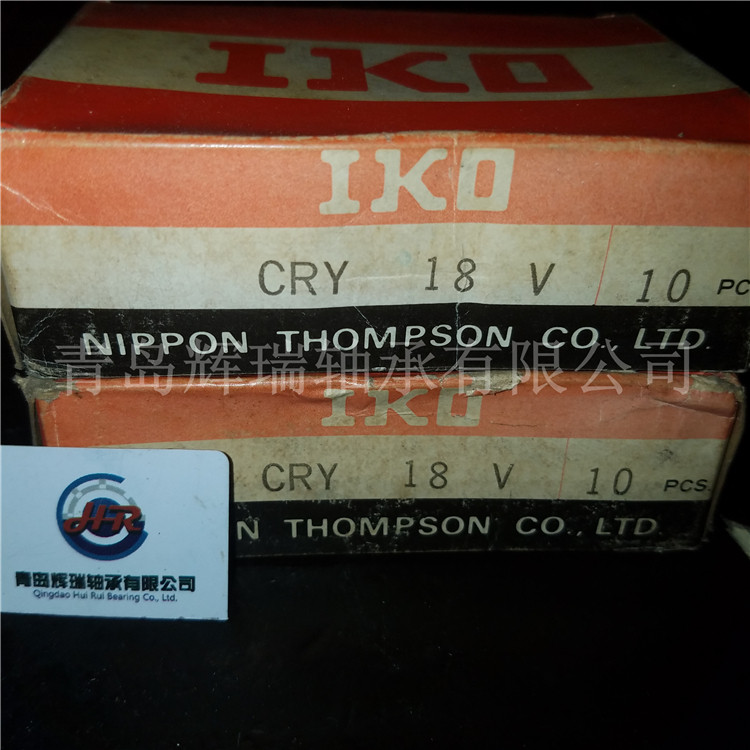 IKO
IKO
CRY 18 V 10 PC
NIPPON THOMPSON CO., LTD.
青岛辉瑞轴承有限公司
IKO
CRY 18 V 10 PCS.
N THOMPSON CO., LTD.
HR
青岛辉瑞轴承有限公司
Qingdao Hui Rui Bearing Co., Ltd.